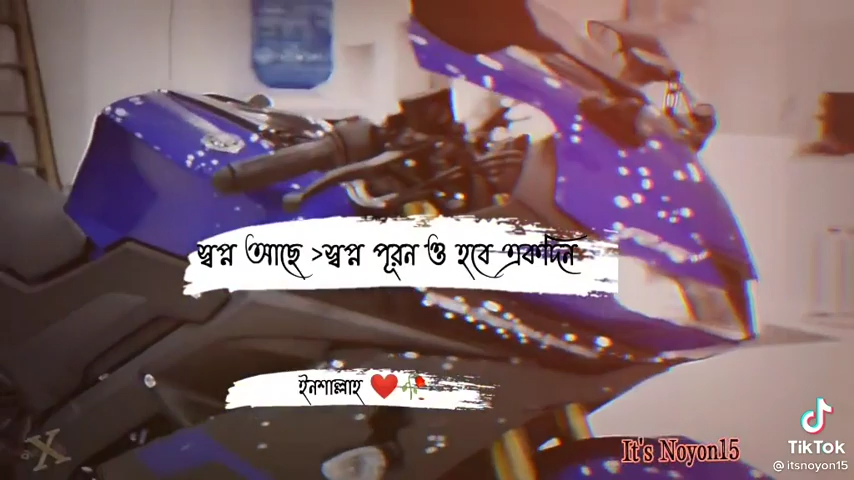 স্বপ্ন আছে >স্বপ্ন পূরন ও হবে একদিন
ইনশাল্লাহ ❤️🥀
It's Noyon15
TikTok
@itsnoyon15
X